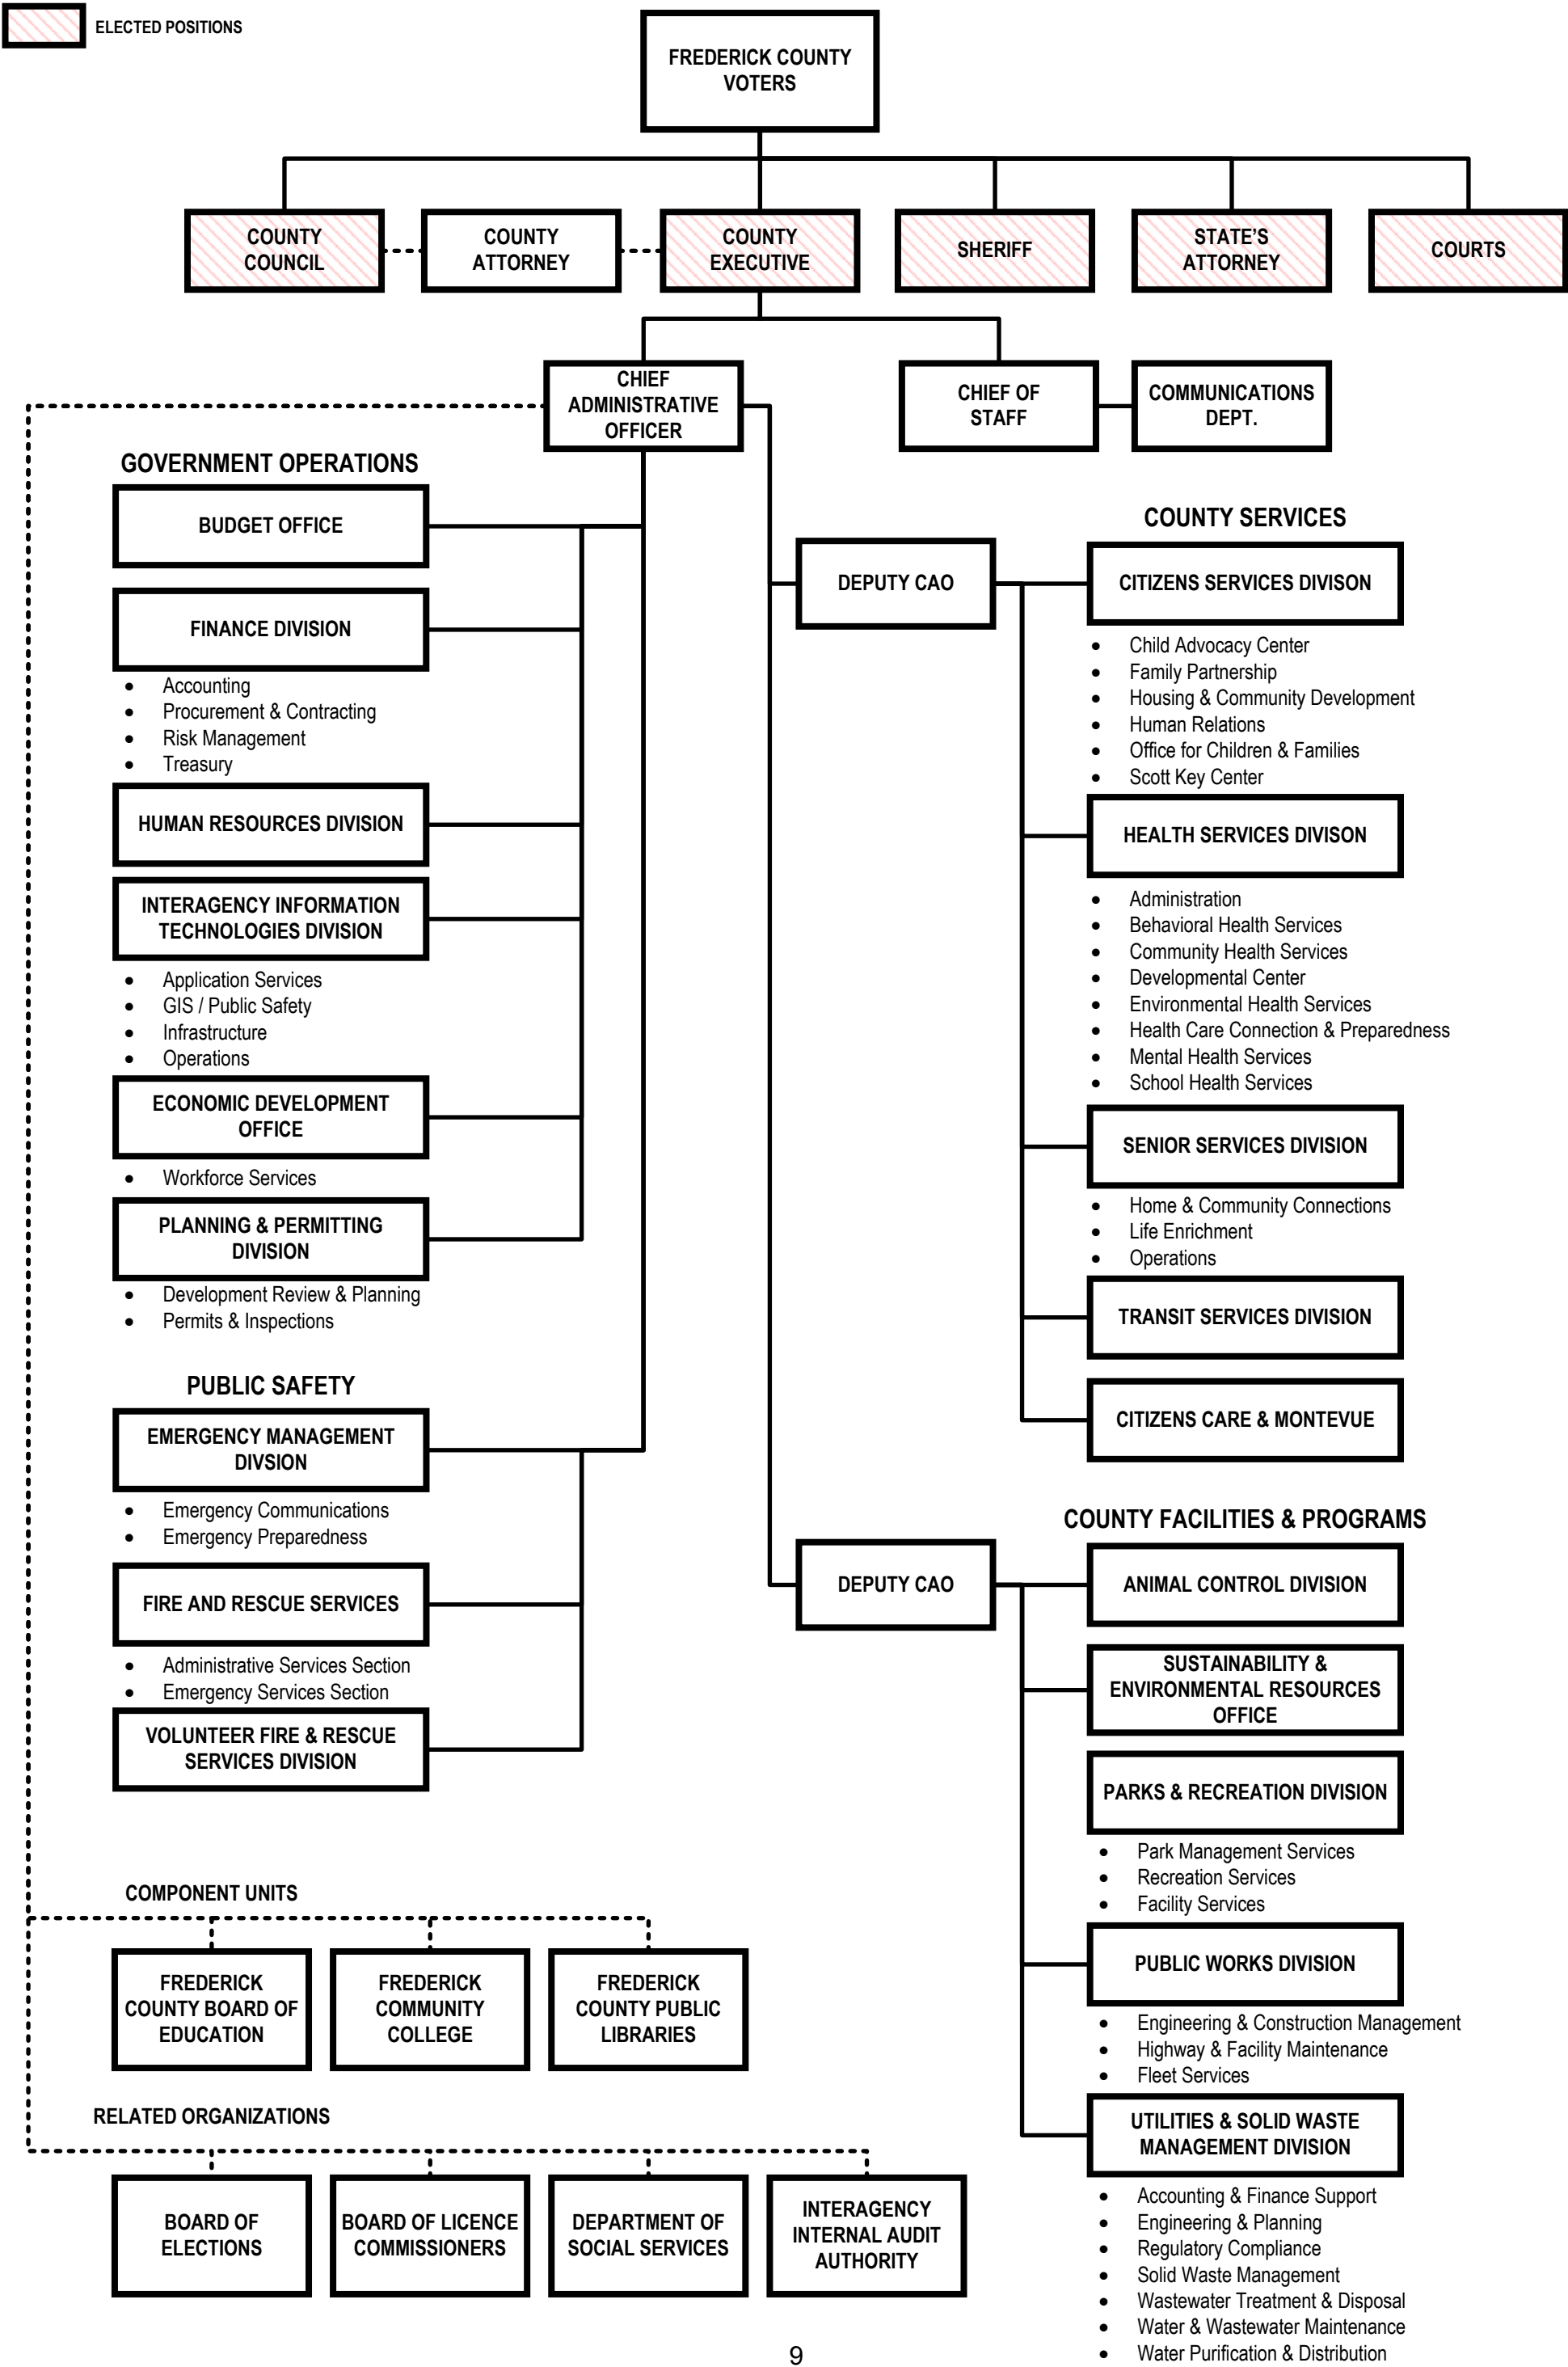 ELECTED POSITIONS
FREDERICK COUNTY
VOTERS
COUNTY
COUNCIL
COUNTY
ATTORNEY
COUNTY
EXECUTIVE
SHERIFF
STATE'S
ATTORNEY
COURTS
CHIEF
ADMINISTRATIVE
OFFICER
CHIEF OF
STAFF
COMMUNICATIONS
DEPT.
GOVERNMENT OPERATIONS
BUDGET OFFICE
FINANCE DIVISION
• Accounting
• Procurement & Contracting
• Risk Management
• Treasury
HUMAN RESOURCES DIVISION
INTERAGENCY INFORMATION
TECHNOLOGIES DIVISION
• Application Services
• GIS / Public Safety
• Infrastructure
• Operations
ECONOMIC DEVELOPMENT
OFFICE
• Workforce Services
PLANNING & PERMITTING
DIVISION
• Development Review & Planning
• Permits & Inspections
PUBLIC SAFETY
EMERGENCY MANAGEMENT
DIVSION
• Emergency Communications
• Emergency Preparedness
FIRE AND RESCUE SERVICES
• Administrative Services Section
• Emergency Services Section
VOLUNTEER FIRE & RESCUE
SERVICES DIVISION
DEPUTY CAO
COUNTY SERVICES
CITIZENS SERVICES DIVISON
• Child Advocacy Center
• Family Partnership
• Housing & Community Development
• Human Relations
• Office for Children & Families
• Scott Key Center
HEALTH SERVICES DIVISON
• Administration
• Behavioral Health Services
• Community Health Services
• Developmental Center
• Environmental Health Services
• Health Care Connection & Preparedness
• Mental Health Services
• School Health Services
SENIOR SERVICES DIVISION
• Home & Community Connections
• Life Enrichment
• Operations
TRANSIT SERVICES DIVISION
CITIZENS CARE & MONTEVUE
DEPUTY CAO
COUNTY FACILITIES & PROGRAMS
ANIMAL CONTROL DIVISION
SUSTAINABILITY &
ENVIRONMENTAL RESOURCES
OFFICE
PARKS & RECREATION DIVISION
• Park Management Services
• Recreation Services
• Facility Services
PUBLIC WORKS DIVISION
• Engineering & Construction Management
• Highway & Facility Maintenance
• Fleet Services
UTILITIES & SOLID WASTE
MANAGEMENT DIVISION
• Accounting & Finance Support
• Engineering & Planning
• Regulatory Compliance
• Solid Waste Management
• Wastewater Treatment & Disposal
• Water & Wastewater Maintenance
• Water Purification & Distribution
COMPONENT UNITS
FREDERICK
COUNTY BOARD OF
EDUCATION
FREDERICK
COMMUNITY
COLLEGE
FREDERICK
COUNTY PUBLIC
LIBRARIES
RELATED ORGANIZATIONS
BOARD OF
ELECTIONS
BOARD OF LICENCE
COMMISSIONERS
DEPARTMENT OF
SOCIAL SERVICES
INTERAGENCY
INTERNAL AUDIT
AUTHORITY
9